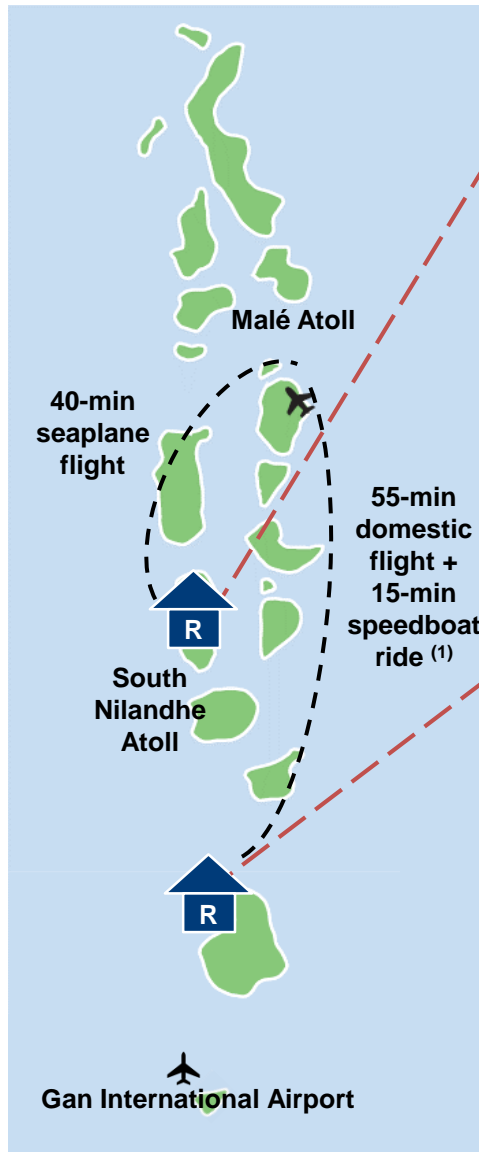 Malé Atoll
40-min
seaplane
flight
55-min
domestic
flight +
15-min
speedboat
ride (1)
R
South
Nilandhe
Atoll
R
Gan International Airport